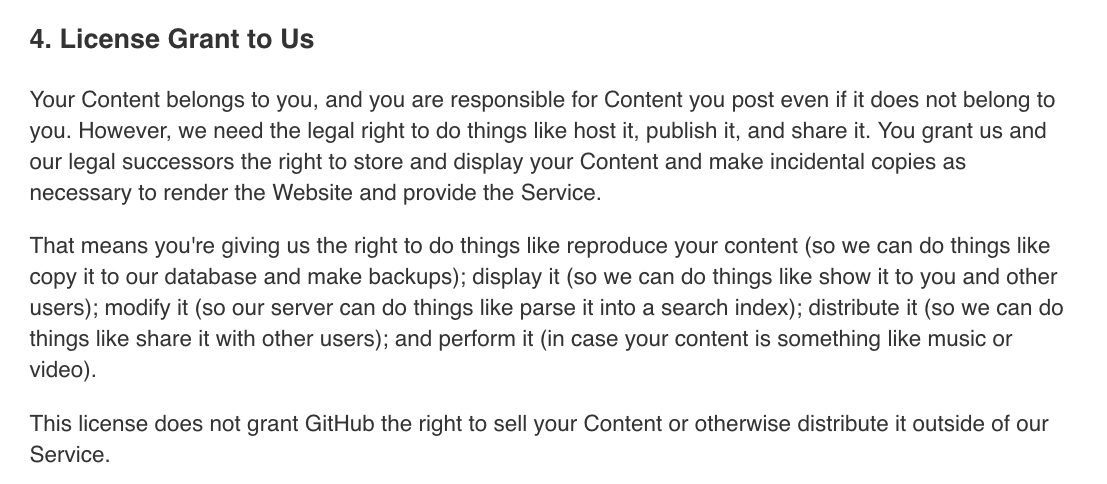 4. License Grant to Us
Your Content belongs to you, and you are responsible for Content you post even if it does not belong to
you. However, we need the legal right to do things like host it, publish it, and share it. You grant us and
our legal successors the right to store and display your Content and make incidental copies as
necessary to render the Website and provide the Service.
That means you're giving us the right to do things like reproduce your content (so we can do things like
copy it to our database and make backups); display it (so we can do things like show it to you and other
users); modify it (so our server can do things like parse it into a search index); distribute it (so we can do
things like share it with other users); and perform it (in case your content is something like music or
video).
This license does not grant GitHub the right to sell your Content or otherwise distribute it outside of our
Service.